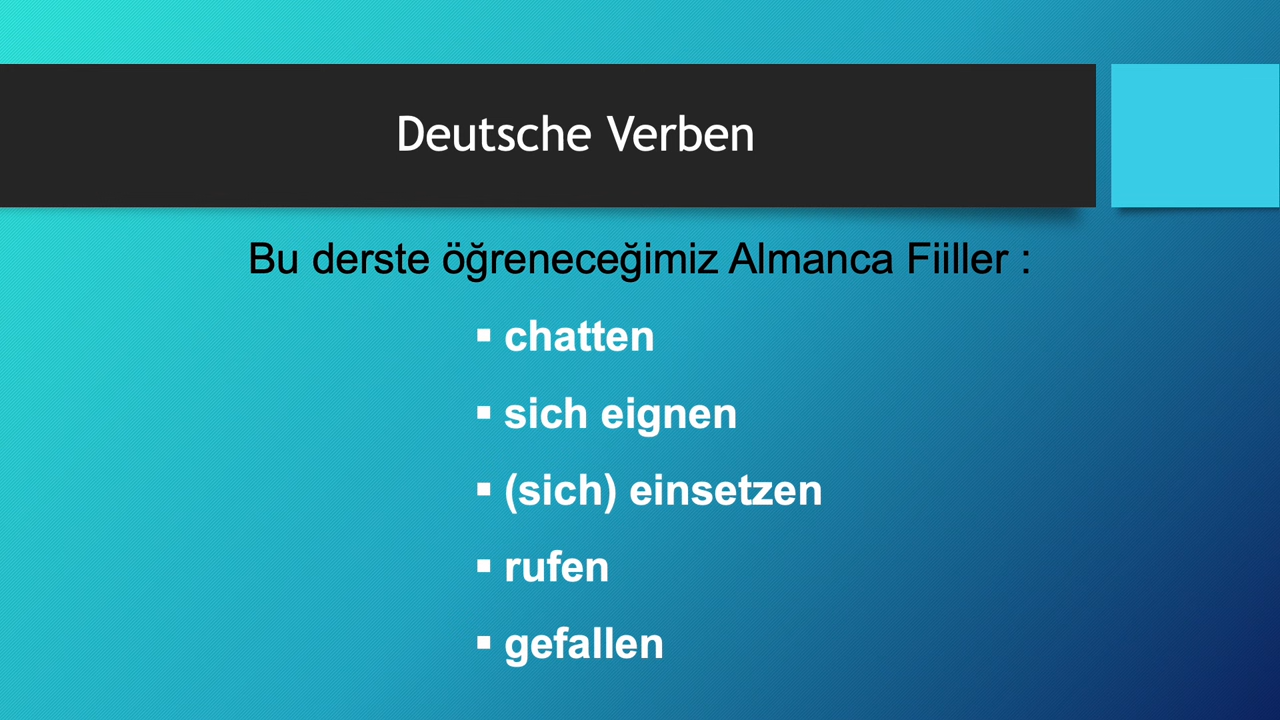 Deutsche Verben
Bu derste öğreneceğimiz Almanca Fiiller :
▪ chatten
▪ sich eignen
▪ (sich) einsetzen
▪ rufen
▪ gefallen